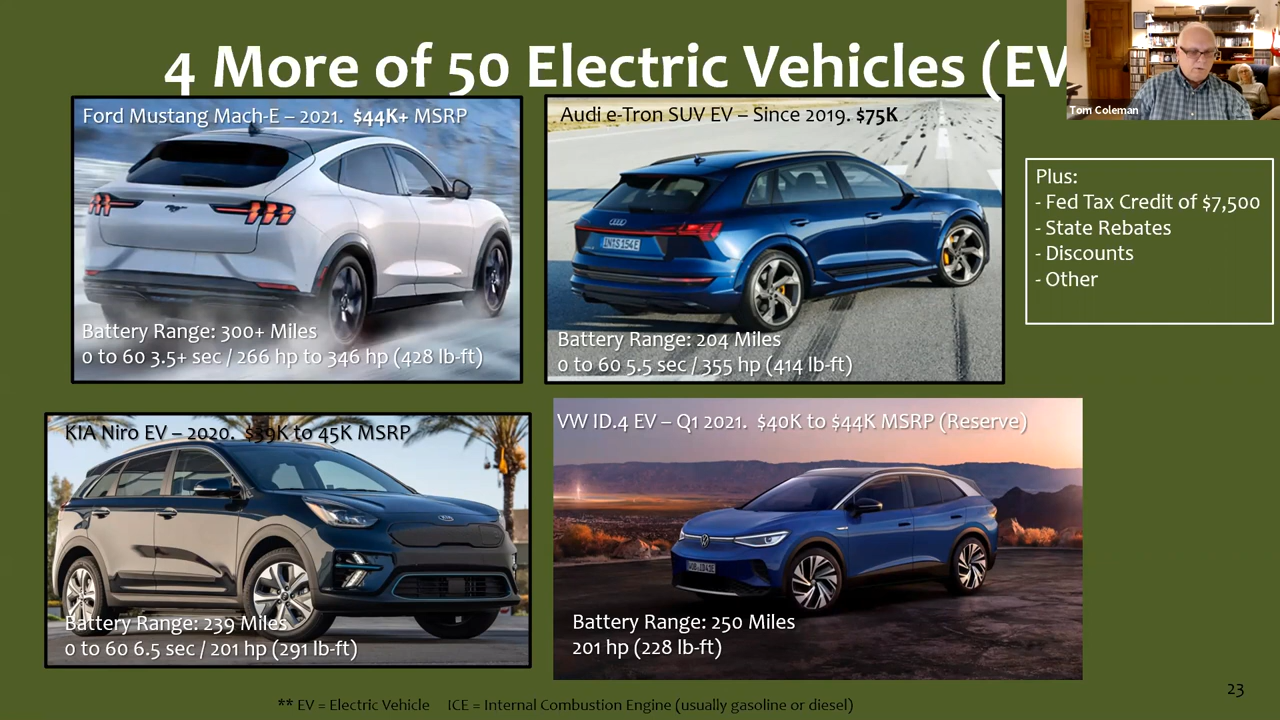 4 More of 50 Electric Vehicles (EV
Tom Coleman
Ford Mustang Mach-E – 2021. $44K+ MSRP
Battery Range: 300+ Miles
0 to 60 3.5+ sec / 266 hp to 346 hp (428 lb-ft)
Audi e-Tron SUV EV – Since 2019. $75K
IN S 154E
Battery Range: 204 Miles
0 to 60 5.5 sec / 355 hp (414 lb-ft)
Plus:
- Fed Tax Credit of $7,500
- State Rebates
- Discounts
- Other
KIA Niro EV – 2020. $39K to 45K MSRP
Battery Range: 239 Miles
0 to 60 6.5 sec / 201 hp (291 lb-ft)
VW ID.4 EV – Q1 2021. $40K to $44K MSRP (Reserve)
Battery Range: 250 Miles
201 hp (228 lb-ft)
23
** EV = Electric Vehicle ICE = Internal Combustion Engine (usually gasoline or diesel)